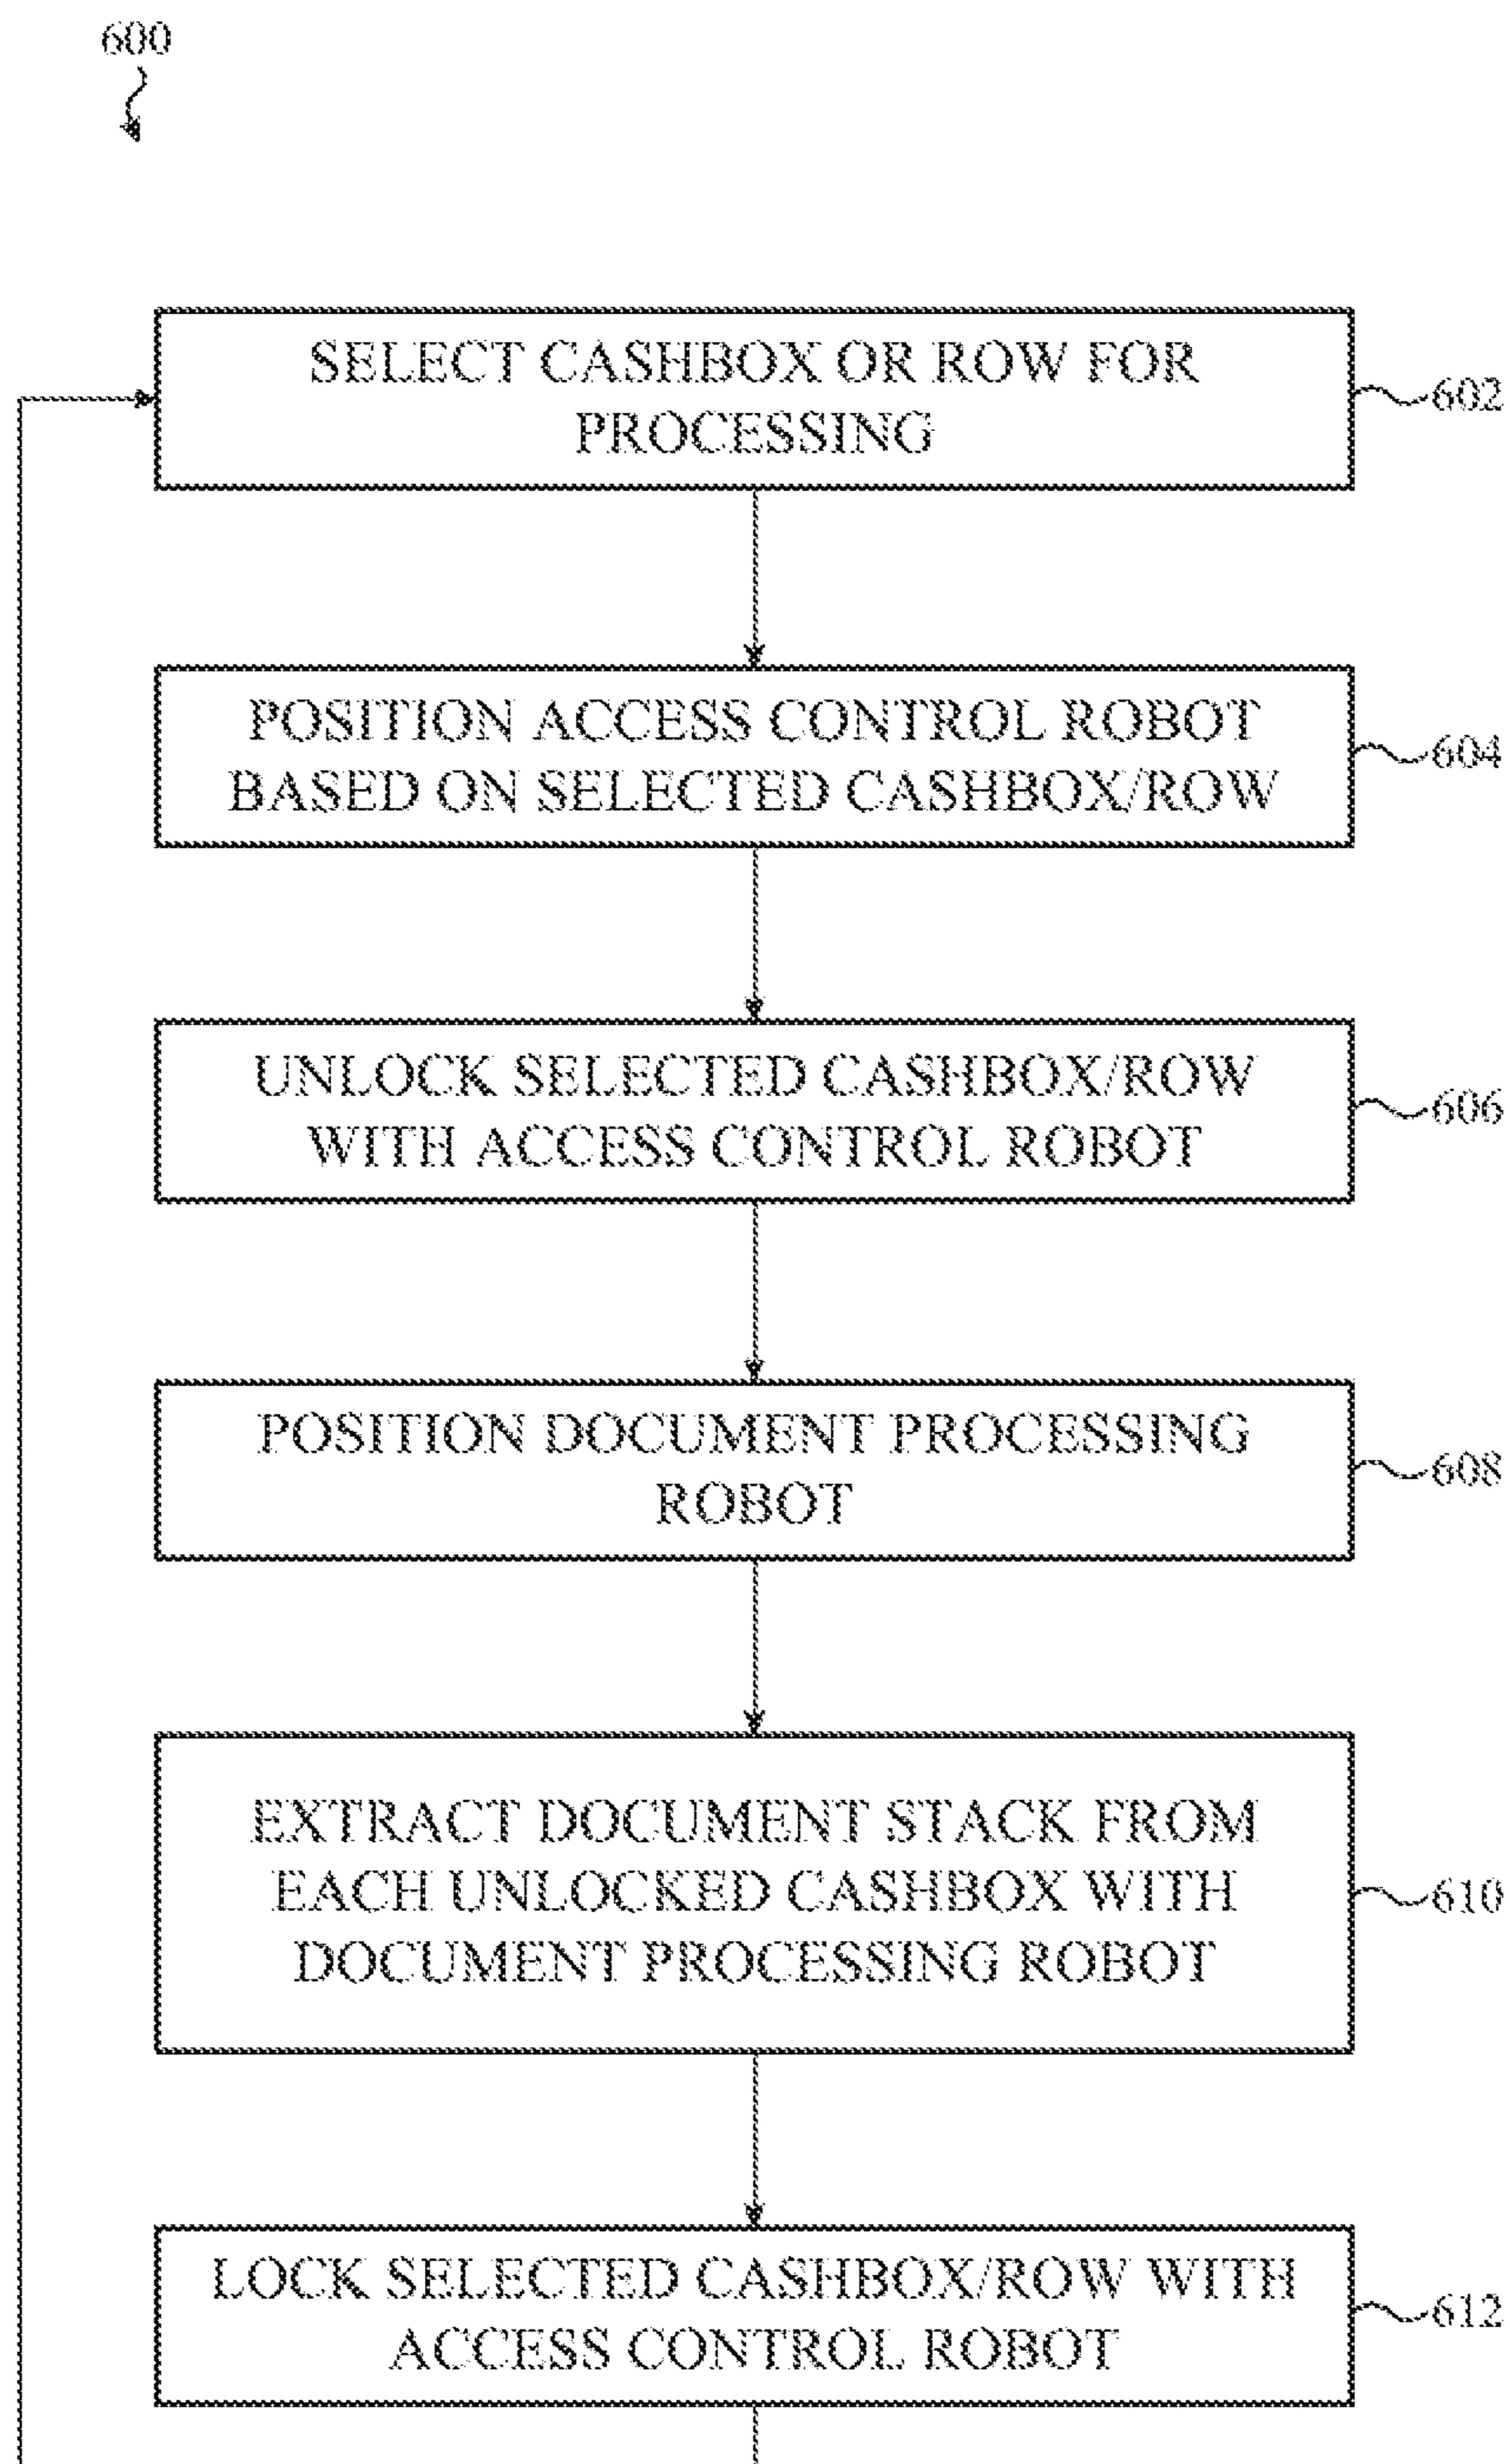 600
SELECT CASHBOX OR ROW FOR
PROCESSING
602
POSITION ACCESS CONTROL ROBOT
BASED ON SELECTED CASHBOX/ROW
604
UNLOCK SELECTED CASHBOX/ROW
WITH ACCESS CONTROL ROBOT
606
POSITION DOCUMENT PROCESSING
ROBOT
608
EXTRACT DOCUMENT STACK FROM
EACH UNLOCKED CASHBOX WITH
DOCUMENT PROCESSING ROBOT
610
LOCK SELECTED CASHBOX/ROW WITH
ACCESS CONTROL ROBOT
612